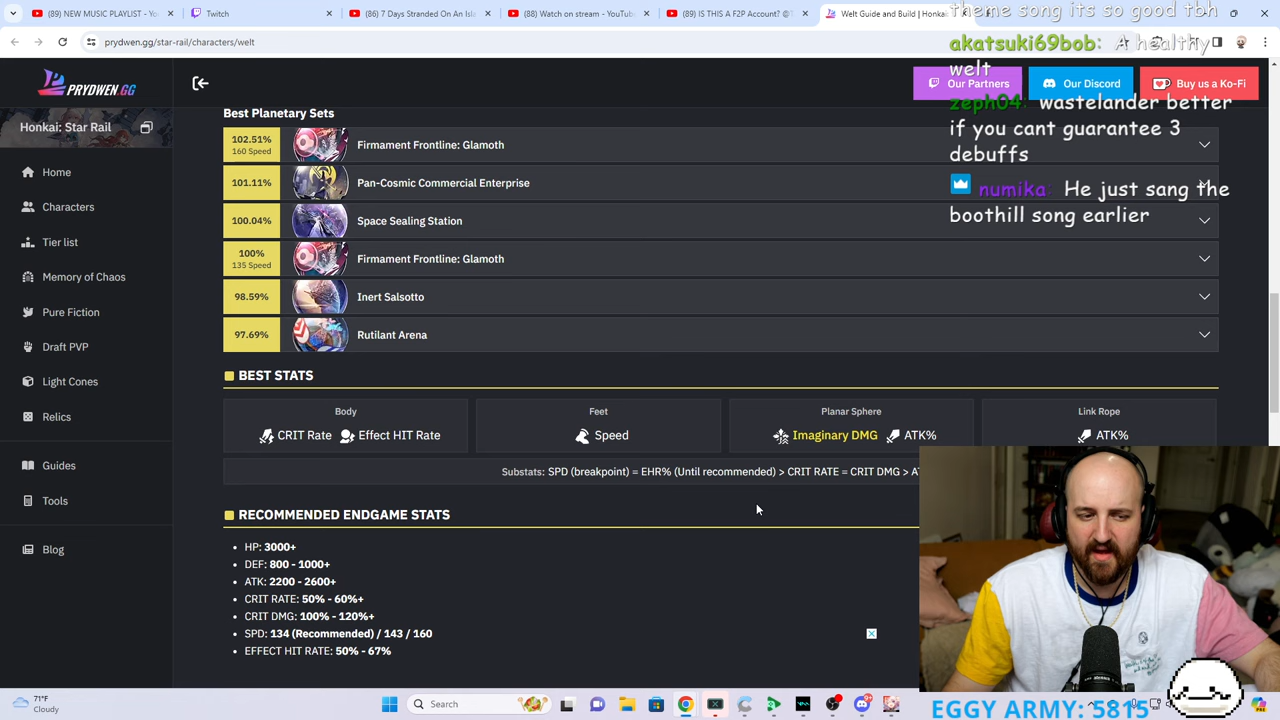 NEW MUSIC PLAYLIST -
Twitch
(86) 7 Days Stranded On An Isl
(88) Watch on stream - YouTub
(89) IS THIS A F2P Account? @
Welt Guide and Build | Honkai
theme song its so good tbh
prydwen.gg/star-rail/characters/welt
akatsuki69bob: A healthy
welt
PRYDWEN.GG
Our Partners
Our Discord
Buy us a Ko-Fi
zeph04: wastelander better
if you cant guarantee 3
debuffs
numika: He just sang the
boothill song earlier
Honkai: Star Rail
Home
Characters
Tier list
Memory of Chaos
Pure Fiction
Draft PVP
Light Cones
Relics
Guides
Tools
Blog
Best Planetary Sets
102.51%
160 Speed
Firmament Frontline: Glamoth
101.11%
Pan-Cosmic Commercial Enterprise
100.04%
Space Sealing Station
100%
135 Speed
Firmament Frontline: Glamoth
98.59%
Inert Salsotto
97.69%
Rutilant Arena
BEST STATS
Body
CRIT Rate Effect HIT Rate
Feet
Speed
Planar Sphere
Imaginary DMG ATK%
Link Rope
ATK%
Substats: SPD (breakpoint) = EHR% (Until recommended) > CRIT RATE = CRIT DMG > AT
RECOMMENDED ENDGAME STATS
HP: 3000+
DEF: 800 - 1000+
ATK: 2200 - 2600+
CRIT RATE: 50% - 60%+
CRIT DMG: 100% - 120%+
SPD: 134 (Recommended) / 143 / 160
EFFECT HIT RATE: 50% - 67%
71°F
Cloudy
Search
EGGY ARMY: 5815